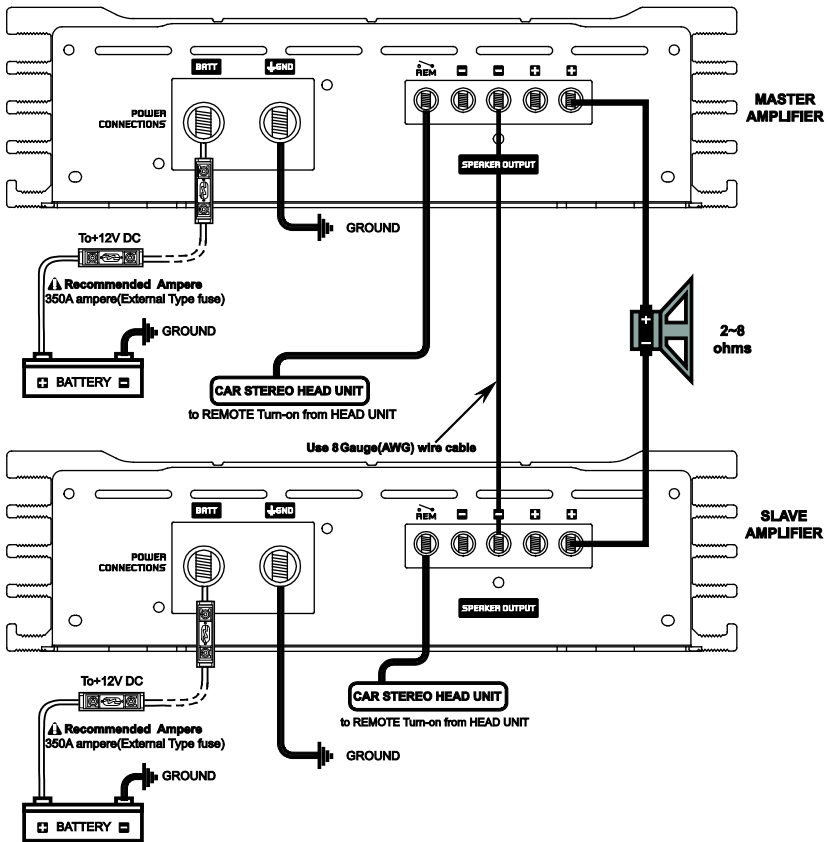 BATT
GND
REM
MASTER
AMPLIFIER
POWER
CONNECTIONS
SPEAKER OUTPUT
GROUND
To+12V DC
Recommended Ampere
350A ampere(External Type fuse)
GROUND
BATTERY
+
−
2~8
ohms
CAR STEREO HEAD UNIT
to REMOTE Turn-on from HEAD UNIT
Use 8 Gauge(AWG) wire cable
BATT
GND
REM
SLAVE
AMPLIFIER
POWER
CONNECTIONS
SPEAKER OUTPUT
To+12V DC
CAR STEREO HEAD UNIT
to REMOTE Turn-on from HEAD UNIT
Recommended Ampere
350A ampere(External Type fuse)
GROUND
GROUND
BATTERY